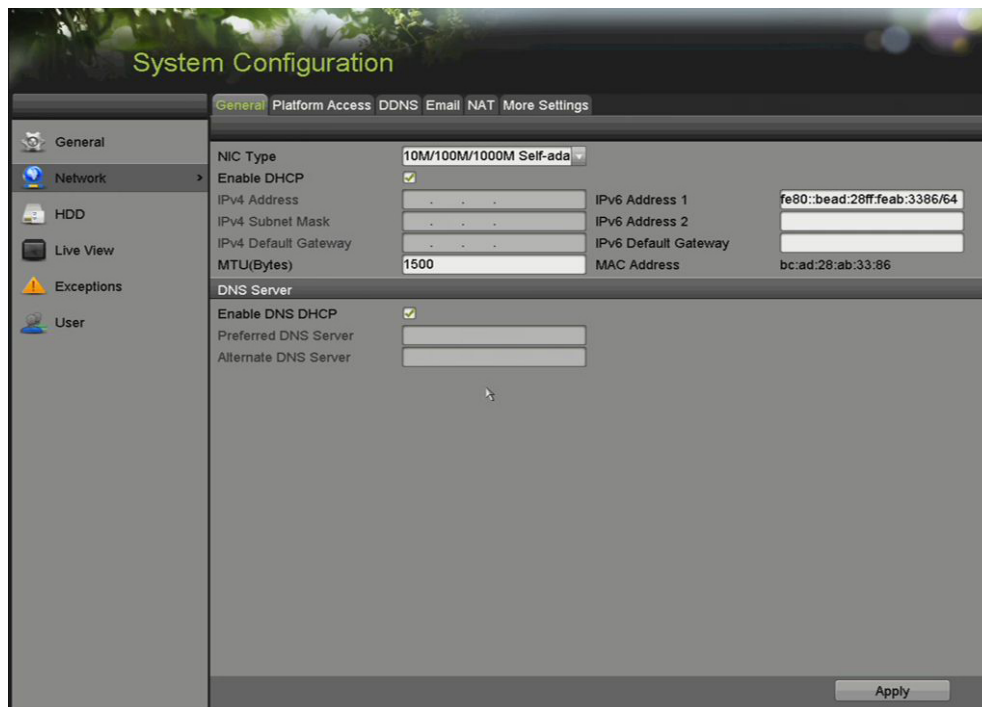 System Configuration
General Platform Access DDNS Email NAT More Settings
General
Network >
HDD
Live View
Exceptions
User
NIC Type 10M/100M/1000M Self-ada
Enable DHCP
IPv4 Address . . . IPv6 Address 1 fe80::bead:28ff:feab:3386/64
IPv4 Subnet Mask . . . IPv6 Address 2
IPv4 Default Gateway . . . IPv6 Default Gateway
MTU(Bytes) 1500 MAC Address bc:ad:28:ab:33:86
DNS Server
Enable DNS DHCP
Preferred DNS Server
Alternate DNS Server
Apply